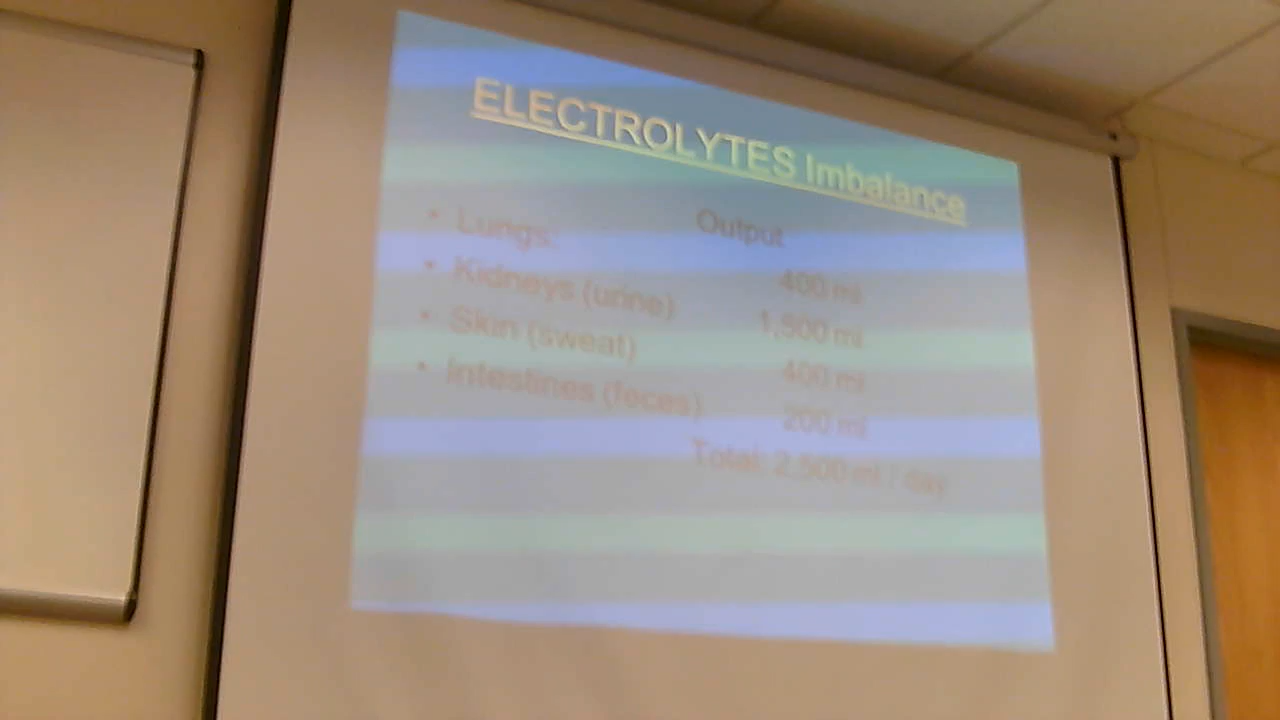 ELECTROLYTES Imbalance
Output
• Lungs: 400 ml
• Kidneys (urine) 1,500 ml
• Skin (sweat) 400 ml
• Intestines (feces) 200 ml
Total: 2,500 ml / day